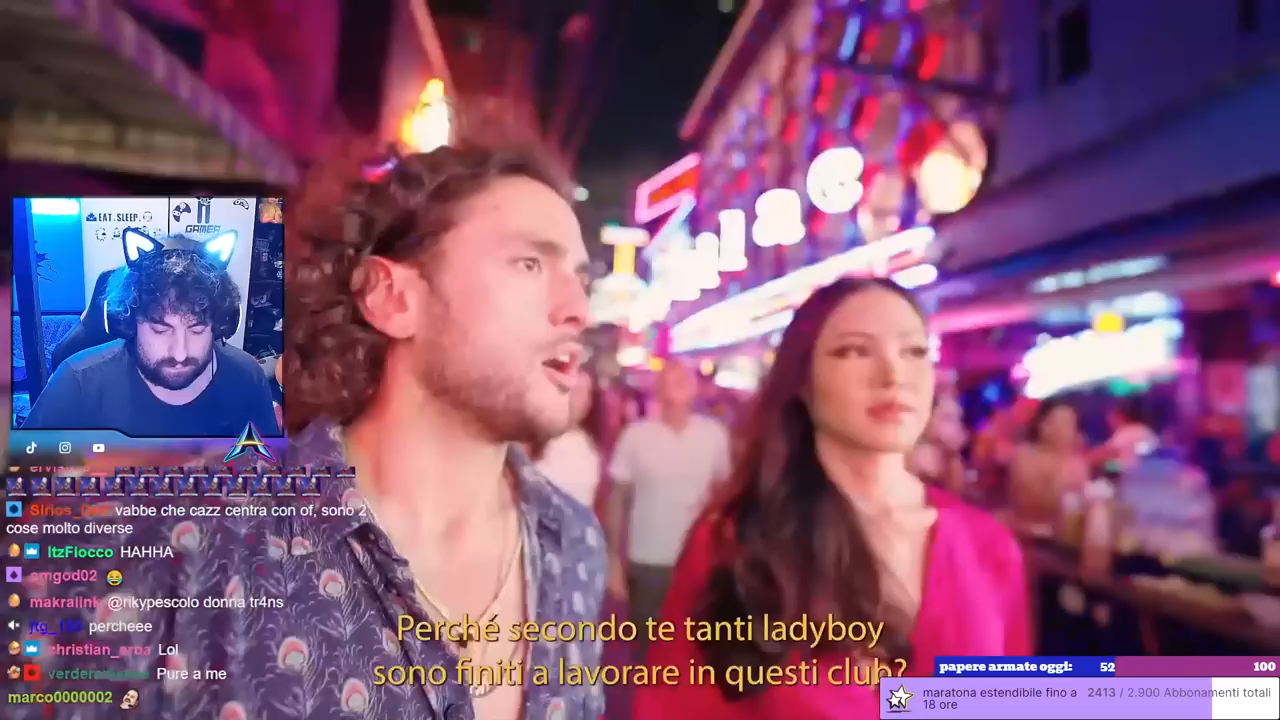 EAT.SLEEP.
GAMER
vabbe che cazz centra con of, sono 2
cose molto diverse
ItzFiocco HAHHA
omgod02
makralink @rikypescolo donna tr4ns
percheee
christian_erba Lol
Pure a me
marco0000002
Perché secondo te tanti ladyboy
sono finiti a lavorare in questi club?
papere armate oggi: 52 100
maratona estendibile fino a 2413 / 2.900 Abbonamenti totali
18 ore